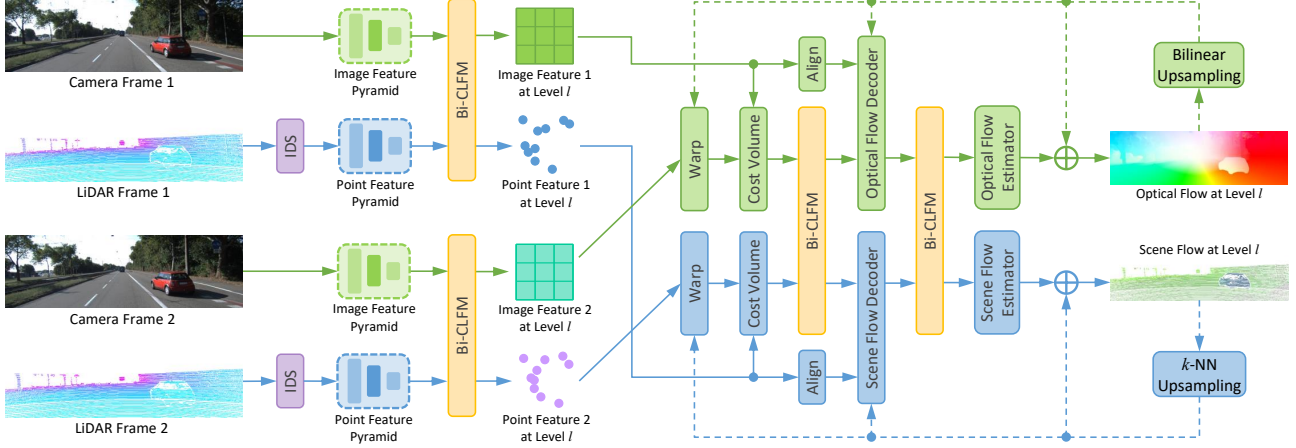 Camera Frame 1
Image Feature
Pyramid
Bi-CLFM
Image Feature 1
at Level l
LiDAR Frame 1
IDS
Point Feature
Pyramid
Point Feature 1
at Level l
Camera Frame 2
Image Feature
Pyramid
Bi-CLFM
Image Feature 2
at Level l
LiDAR Frame 2
IDS
Point Feature
Pyramid
Point Feature 2
at Level l
Warp
Cost Volume
Align
Bi-CLFM
Optical Flow Decoder
Bi-CLFM
Optical Flow
Estimator
Bilinear
Upsampling
Optical Flow at Level l
Warp
Cost Volume
Align
Scene Flow Decoder
Scene Flow
Estimator
Scene Flow at Level l
k-NN
Upsampling